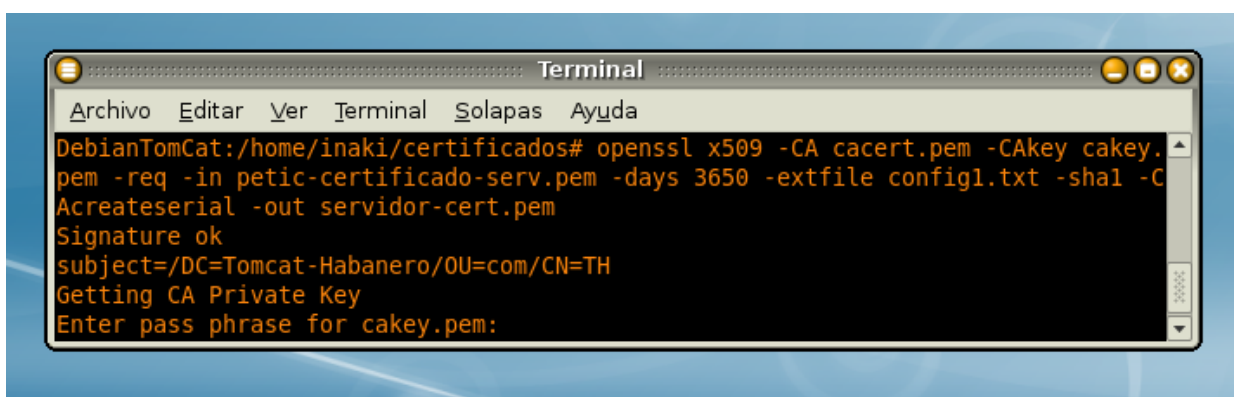 Terminal
Archivo Editar Ver Terminal Solapas Ayuda
DebianTomCat:/home/inaki/certificados# openssl x509 -CA cacert.pem -CAkey cakey.
pem -req -in petic-certificado-serv.pem -days 3650 -extfile config1.txt -sha1 -C
Acreateserial -out servidor-cert.pem
Signature ok
subject=/DC=Tomcat-Habanero/OU=com/CN=TH
Getting CA Private Key
Enter pass phrase for cakey.pem: